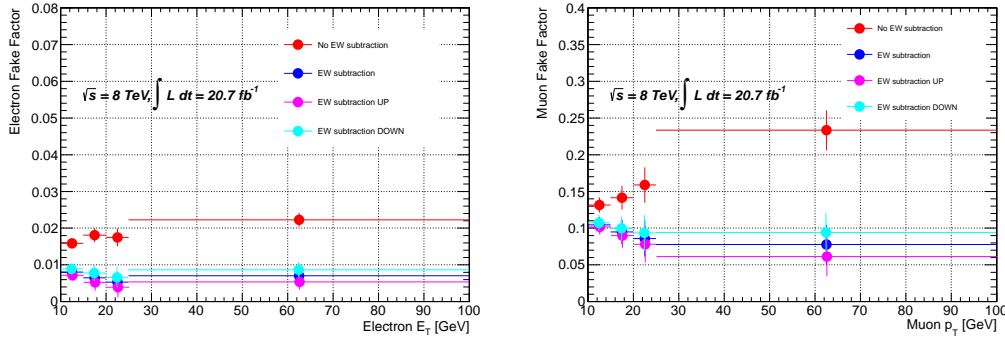 Electron Fake Factor
0.08
0.07
0.06
0.05
0.04
0.03
0.02
0.01
0
No EW subtraction
EW subtraction
EW subtraction UP
EW subtraction DOWN
√s = 8 TeV, ∫ L dt = 20.7 fb⁻¹
10 20 30 40 50 60 70 80 90 100
Electron E_T [GeV]
Muon Fake Factor
0.4
0.35
0.3
0.25
0.2
0.15
0.1
0.05
0
No EW subtraction
EW subtraction
EW subtraction UP
EW subtraction DOWN
√s = 8 TeV, ∫ L dt = 20.7 fb⁻¹
10 20 30 40 50 60 70 80 90 100
Muon p_T [GeV]